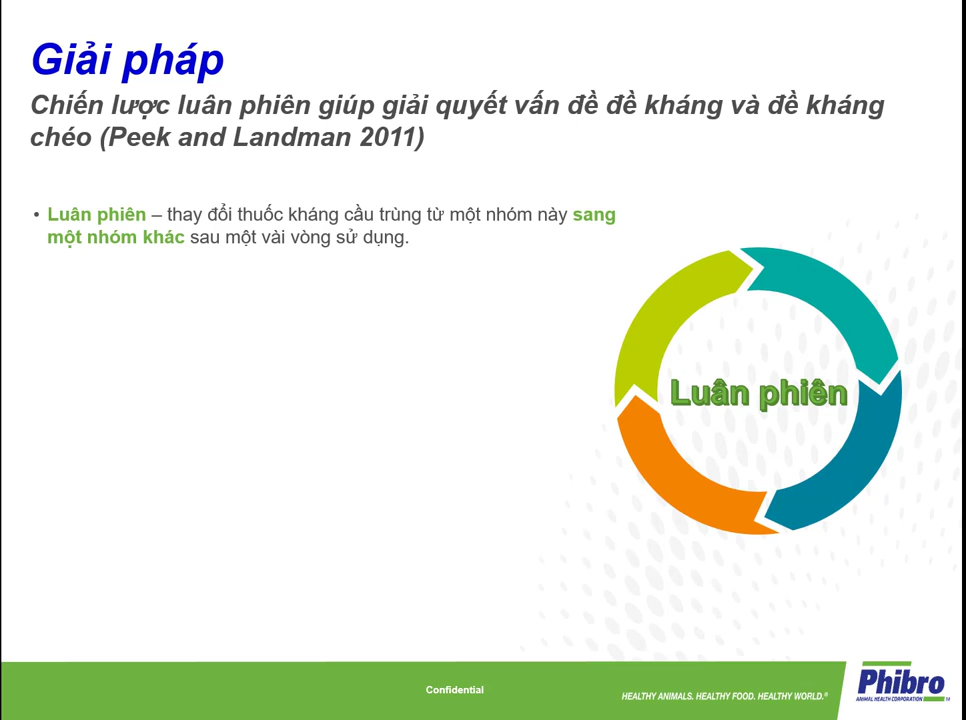 Giải pháp
Chiến lược luân phiên giúp giải quyết vấn đề đề kháng và đề kháng
chéo (Peek and Landman 2011)
• Luân phiên – thay đổi thuốc kháng cầu trùng từ một nhóm này sang
một nhóm khác sau một vài vòng sử dụng.
Luân phiên
Confidential
HEALTHY ANIMALS. HEALTHY FOOD. HEALTHY WORLD.®
Phibro
ANIMAL HEALTH CORPORATION